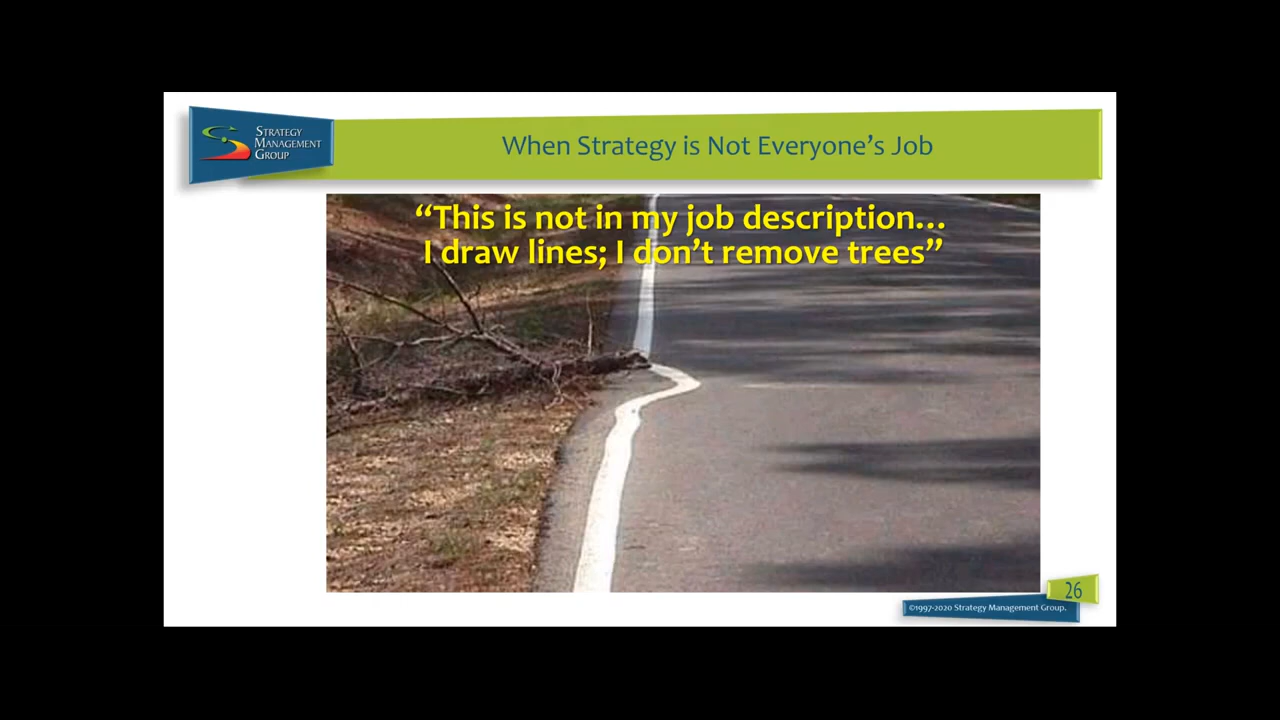 STRATEGY
MANAGEMENT
GROUP
When Strategy is Not Everyone’s Job
“This is not in my job description…
I draw lines; I don’t remove trees”
26
©1997-2020 Strategy Management Group.